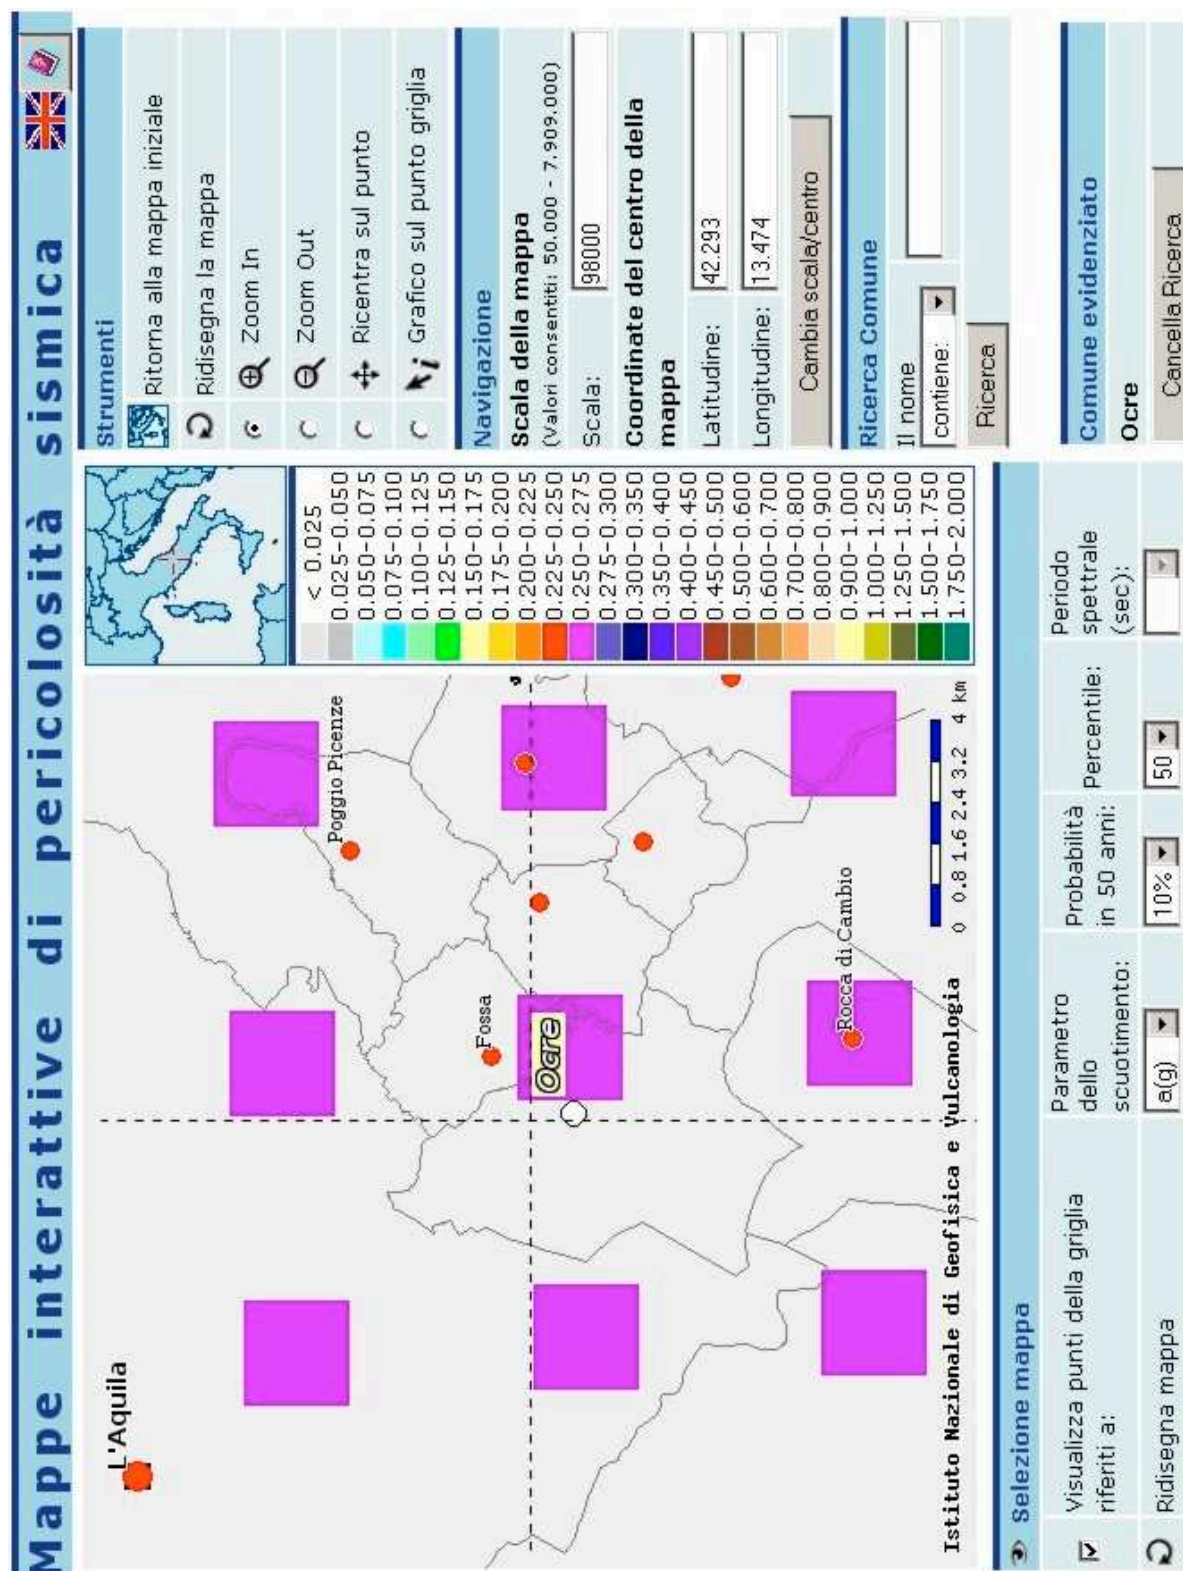 Mappe interattive di pericolosità sismica
L'Aquila
Poggio Picenze
Fossa
Ocre
Rocca di Cambio
0 0.8 1.6 2.4 3.2 4 km
Istituto Nazionale di Geofisica e Vulcanologia
< 0.025
0.025-0.050
0.050-0.075
0.075-0.100
0.100-0.125
0.125-0.150
0.150-0.175
0.175-0.200
0.200-0.225
0.225-0.250
0.250-0.275
0.275-0.300
0.300-0.350
0.350-0.400
0.400-0.450
0.450-0.500
0.500-0.600
0.600-0.700
0.700-0.800
0.800-0.900
0.900-1.000
1.000-1.250
1.250-1.500
1.500-1.750
1.750-2.000
Strumenti
Ritorna alla mappa iniziale
Ridisegna la mappa
Zoom In
Zoom Out
Ricentra sul punto
Grafico sul punto griglia
Navigazione
Scala della mappa
(Valori consentiti: 50.000 - 7.909.000)
Scala: 98000
Coordinate del centro della
mappa
Latitudine: 42.293
Longitudine: 13.474
Cambia scala/centro
Ricerca Comune
Il nome
contiene:
Ricerca
Comune evidenziato
Ocre
Cancella Ricerca
Selezione mappa
Visualizza punti della griglia
riferiti a:
Parametro
dello
scuotimento:
Probabilità
in 50 anni:
Percentile:
Periodo
spettrale
(sec):
Ridisegna mappa
a(g)
10%
50